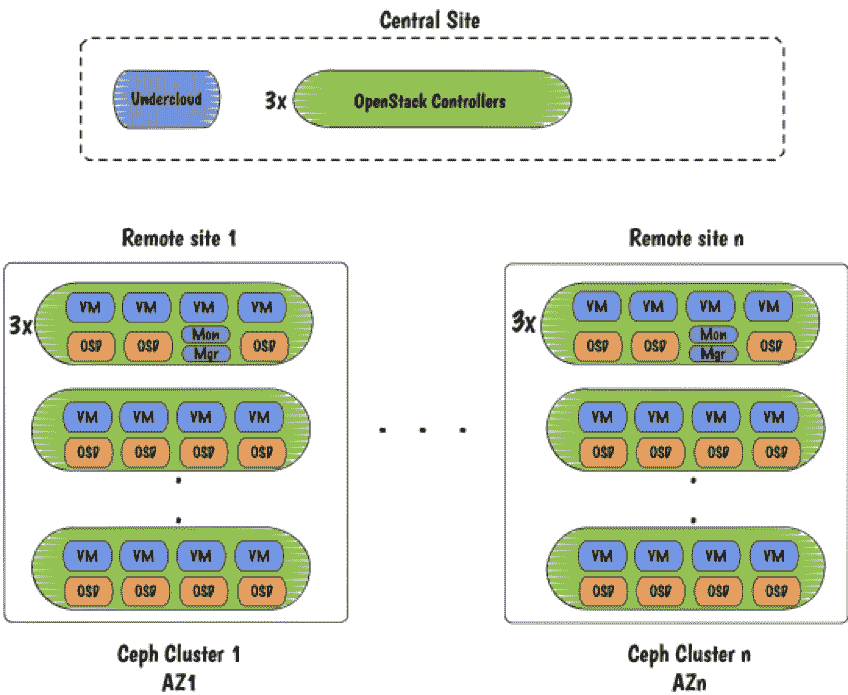 Central Site
Undercloud
3x
OpenStack Controllers
Remote site 1
3x
VM VM VM VM
OSD OSD Mon OSD
Mgr
VM VM VM VM
OSD OSD OSD OSD
VM VM VM VM
OSD OSD OSD OSD
Ceph Cluster 1
AZ1
. . .
Remote site n
3x
VM VM VM VM
OSD OSD Mon OSD
Mgr
VM VM VM VM
OSD OSD OSD OSD
VM VM VM VM
OSD OSD OSD OSD
Ceph Cluster n
AZn